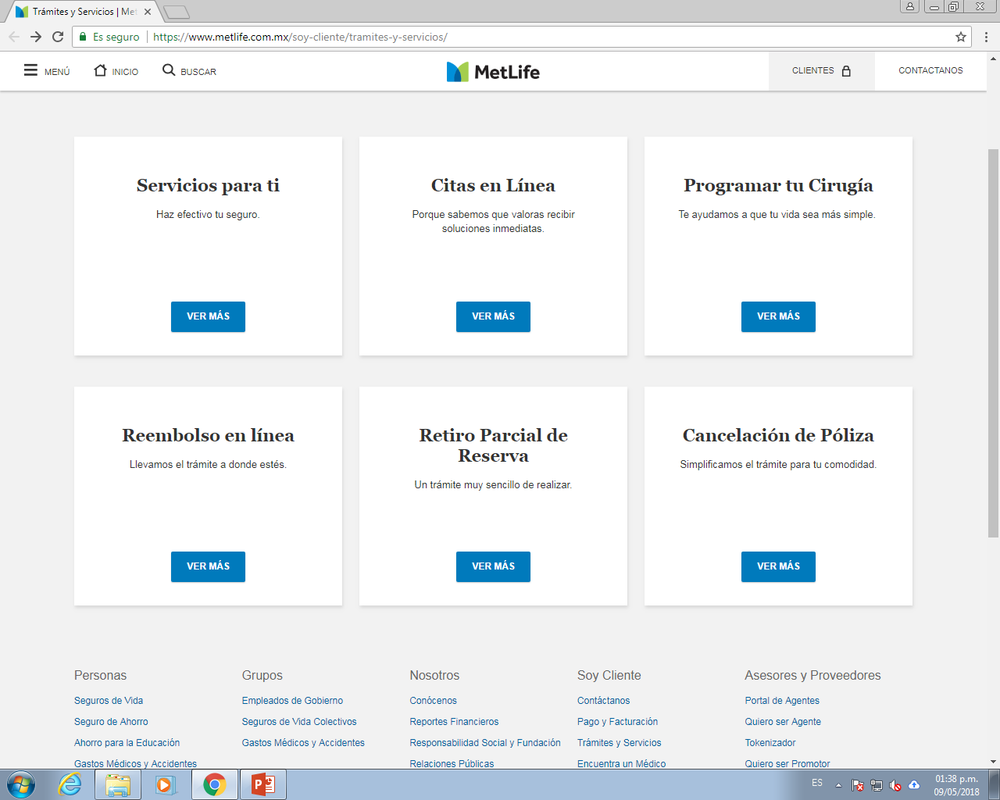 Trámites y Servicios | Met
Es seguro
https://www.metlife.com.mx/soy-cliente/tramites-y-servicios/
MENÚ
INICIO
BUSCAR
MetLife
CLIENTES
CONTACTANOS
Servicios para ti
Haz efectivo tu seguro.
VER MÁS
Citas en Línea
Porque sabemos que valoras recibir
soluciones inmediatas.
VER MÁS
Programar tu Cirugía
Te ayudamos a que tu vida sea más simple.
VER MÁS
Reembolso en línea
Llevamos el trámite a donde estés.
VER MÁS
Retiro Parcial de
Reserva
Un trámite muy sencillo de realizar.
VER MÁS
Cancelación de Póliza
Simplificamos el trámite para tu comodidad.
VER MÁS
Personas
Seguros de Vida
Seguro de Ahorro
Ahorro para la Educación
Gastos Médicos y Accidentes
Grupos
Empleados de Gobierno
Seguros de Vida Colectivos
Gastos Médicos y Accidentes
Nosotros
Conócenos
Reportes Financieros
Responsabilidad Social y Fundación
Relaciones Públicas
Soy Cliente
Contáctanos
Pago y Facturación
Trámites y Servicios
Encuentra un Médico
Asesores y Proveedores
Portal de Agentes
Quiero ser Agente
Tokenizador
Quiero ser Promotor
ES
01:38 p.m.
09/05/2018